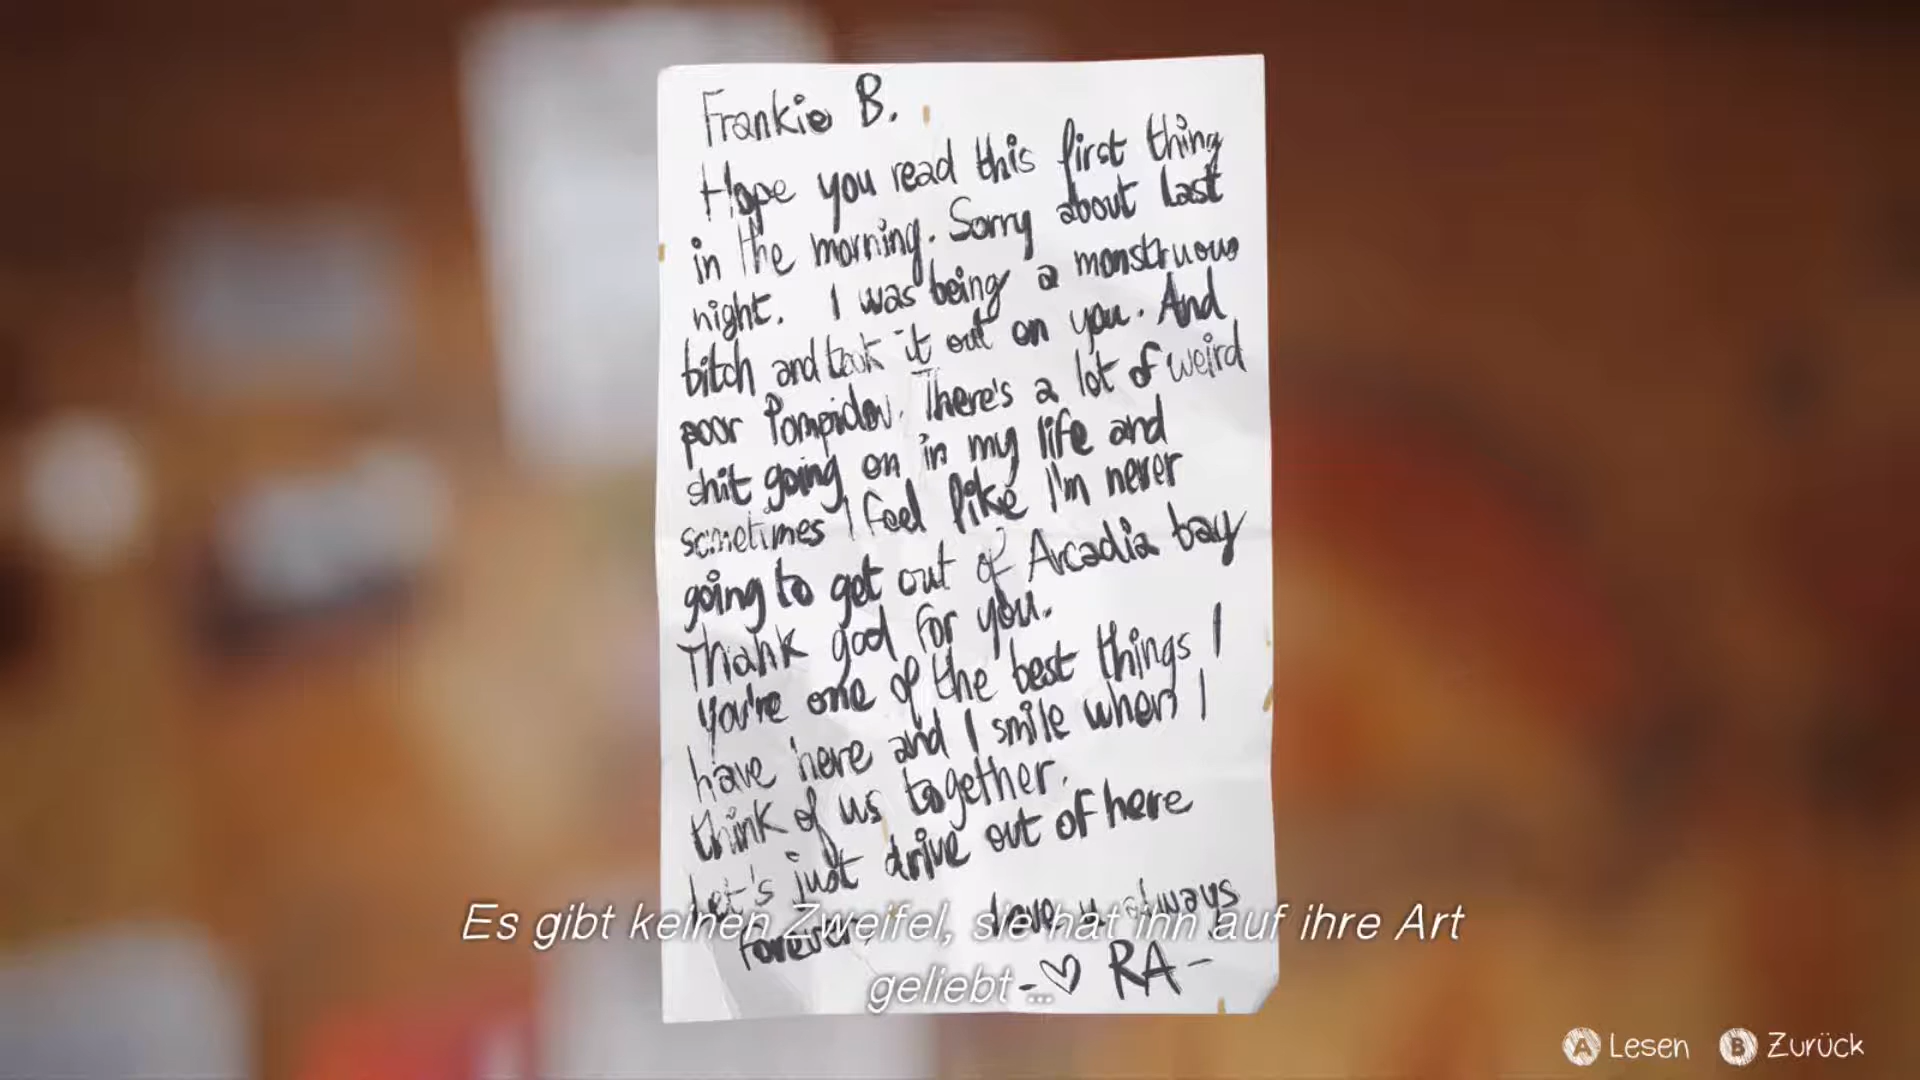 Frankie B.
Hope you read this first thing
in the morning. Sorry about last
night. I was being a monstruous
bitch and took it out on you. And
poor Pompidou. There's a lot of weird
shit going on in my life and
sometimes I feel like I'm never
going to get out of Arcadia bay
Thank god for you.
You're one of the best things I
have here and I smile when I
think of us together.
Let's just drive out of here
forever. Love u always
-♡ RA -
Es gibt keinen Zweifel, sie hat ihn auf ihre Art
geliebt ...
A Lesen B Zurück